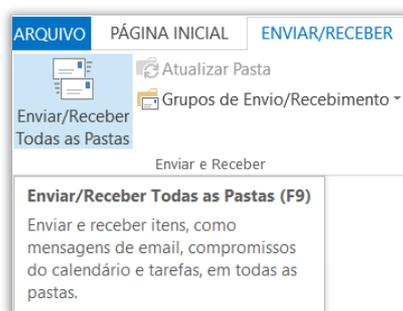 ARQUIVO PÁGINA INICIAL ENVIAR/RECEBER
Enviar/Receber
Todas as Pastas
Atualizar Pasta
Grupos de Envio/Recebimento
Enviar e Receber
Enviar/Receber Todas as Pastas (F9)
Enviar e receber itens, como
mensagens de email, compromissos
do calendário e tarefas, em todas as
pastas.